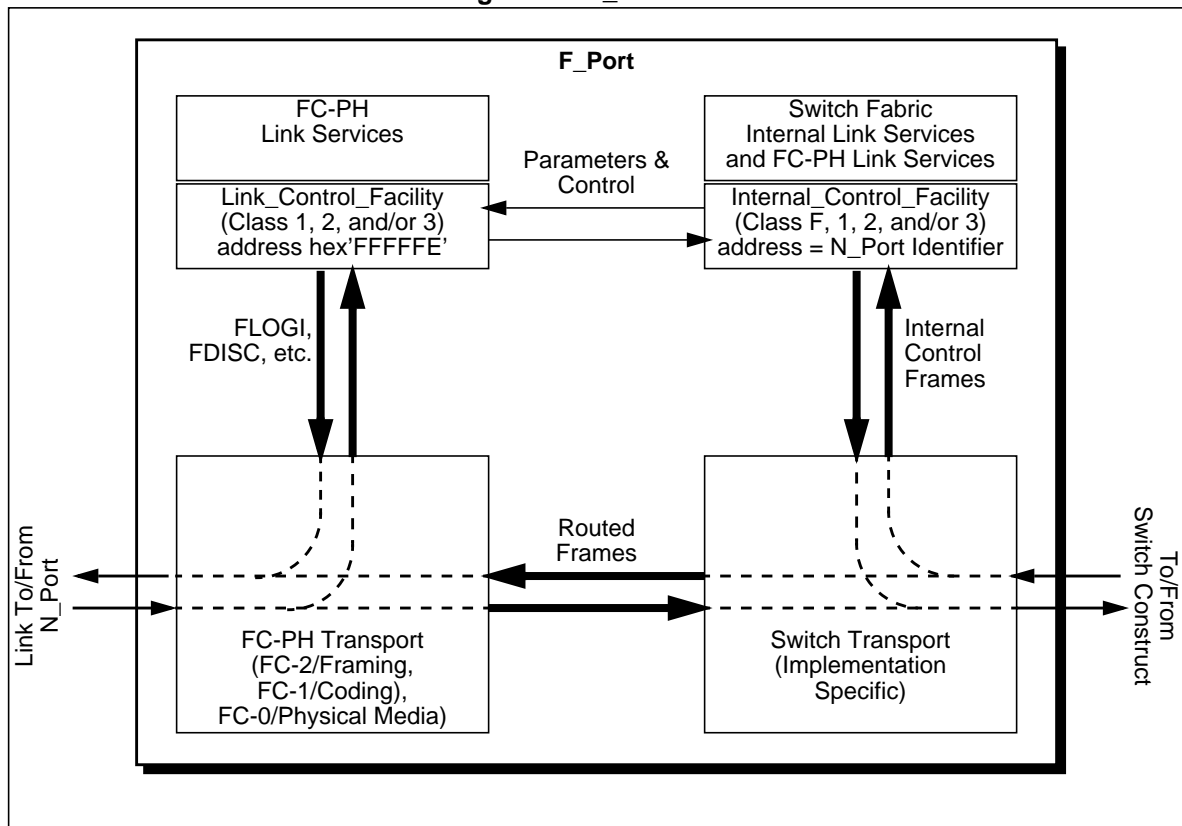 F_Port
FC-PH
Link Services
Switch Fabric
Internal Link Services
and FC-PH Link Services
Parameters &
Control
Link_Control_Facility
(Class 1, 2, and/or 3)
address hex’FFFFFE’
Internal_Control_Facility
(Class F, 1, 2, and/or 3)
address = N_Port Identifier
FLOGI,
FDISC, etc.
Internal
Control
Frames
Link To/From
N_Port
Routed
Frames
To/From
Switch Construct
FC-PH Transport
(FC-2/Framing,
FC-1/Coding),
FC-0/Physical Media)
Switch Transport
(Implementation
Specific)